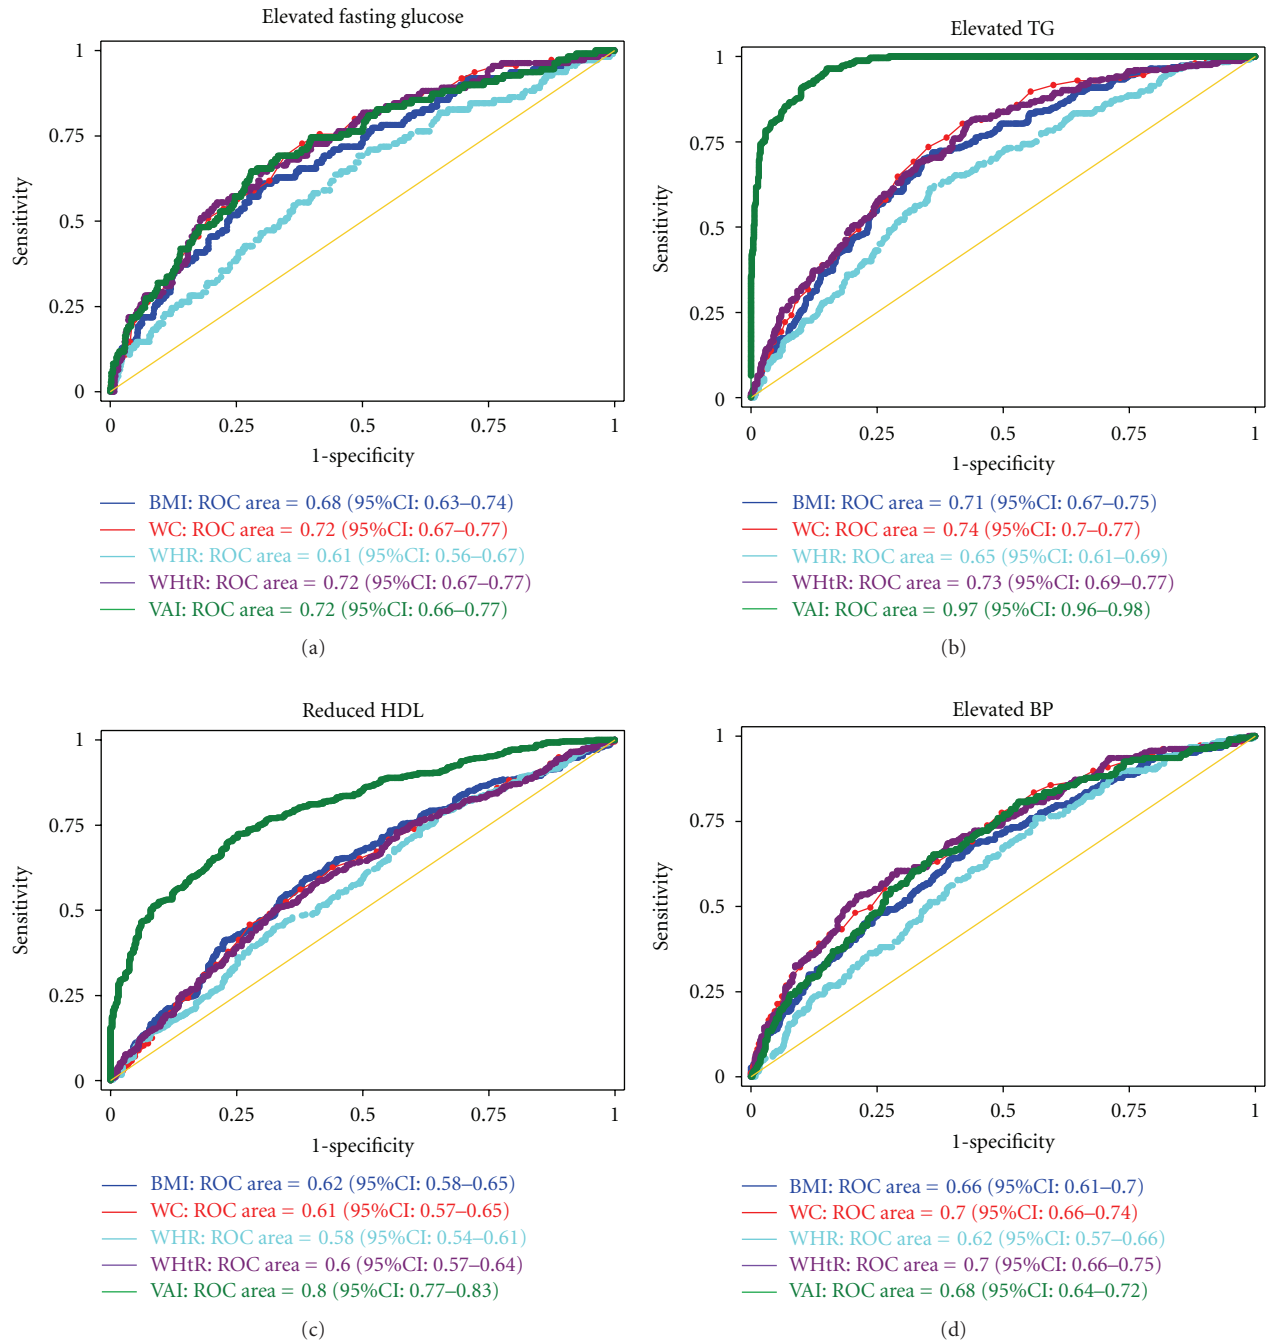 Elevated fasting glucose
1
0.75
0.5
0.25
0
Sensitivity
0 0.25 0.5 0.75 1
1-specificity
BMI: ROC area = 0.68 (95%CI: 0.63–0.74)
WC: ROC area = 0.72 (95%CI: 0.67–0.77)
WHR: ROC area = 0.61 (95%CI: 0.56–0.67)
WHtR: ROC area = 0.72 (95%CI: 0.67–0.77)
VAI: ROC area = 0.72 (95%CI: 0.66–0.77)
(a)
Elevated TG
1
0.75
0.5
0.25
0
Sensitivity
0 0.25 0.5 0.75 1
1-specificity
BMI: ROC area = 0.71 (95%CI: 0.67–0.75)
WC: ROC area = 0.74 (95%CI: 0.7–0.77)
WHR: ROC area = 0.65 (95%CI: 0.61–0.69)
WHtR: ROC area = 0.73 (95%CI: 0.69–0.77)
VAI: ROC area = 0.97 (95%CI: 0.96–0.98)
(b)
Reduced HDL
1
0.75
0.5
0.25
0
Sensitivity
0 0.25 0.5 0.75 1
1-specificity
BMI: ROC area = 0.62 (95%CI: 0.58–0.65)
WC: ROC area = 0.61 (95%CI: 0.57–0.65)
WHR: ROC area = 0.58 (95%CI: 0.54–0.61)
WHtR: ROC area = 0.6 (95%CI: 0.57–0.64)
VAI: ROC area = 0.8 (95%CI: 0.77–0.83)
(c)
Elevated BP
1
0.75
0.5
0.25
0
Sensitivity
0 0.25 0.5 0.75 1
1-specificity
BMI: ROC area = 0.66 (95%CI: 0.61–0.7)
WC: ROC area = 0.7 (95%CI: 0.66–0.74)
WHR: ROC area = 0.62 (95%CI: 0.57–0.66)
WHtR: ROC area = 0.7 (95%CI: 0.66–0.75)
VAI: ROC area = 0.68 (95%CI: 0.64–0.72)
(d)